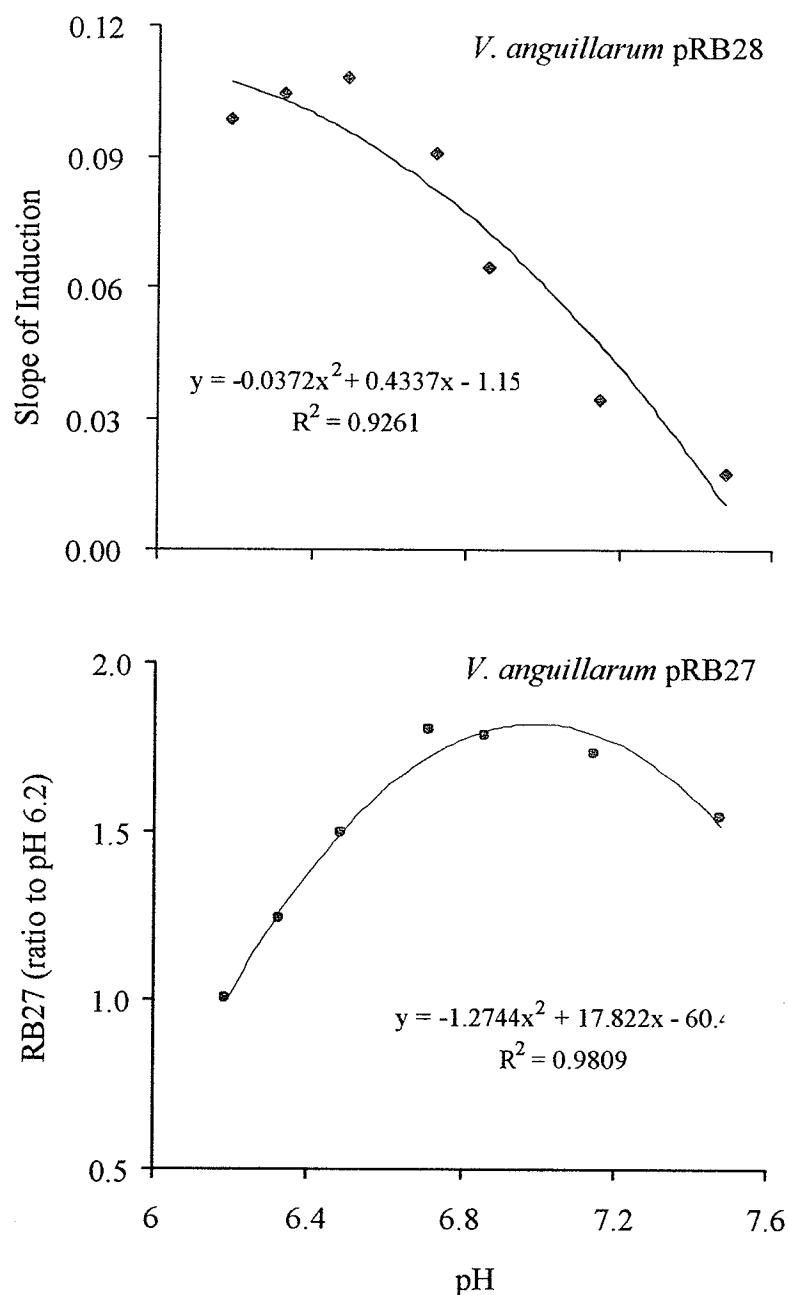 V. anguillarum pRB28
Slope of Induction
0.12
0.09
0.06
0.03
0.00
y = -0.0372x² + 0.4337x - 1.15
R² = 0.9261
V. anguillarum pRB27
RB27 (ratio to pH 6.2)
2.0
1.5
1.0
0.5
y = -1.2744x² + 17.822x - 60.
R² = 0.9809
6 6.4 6.8 7.2 7.6
pH